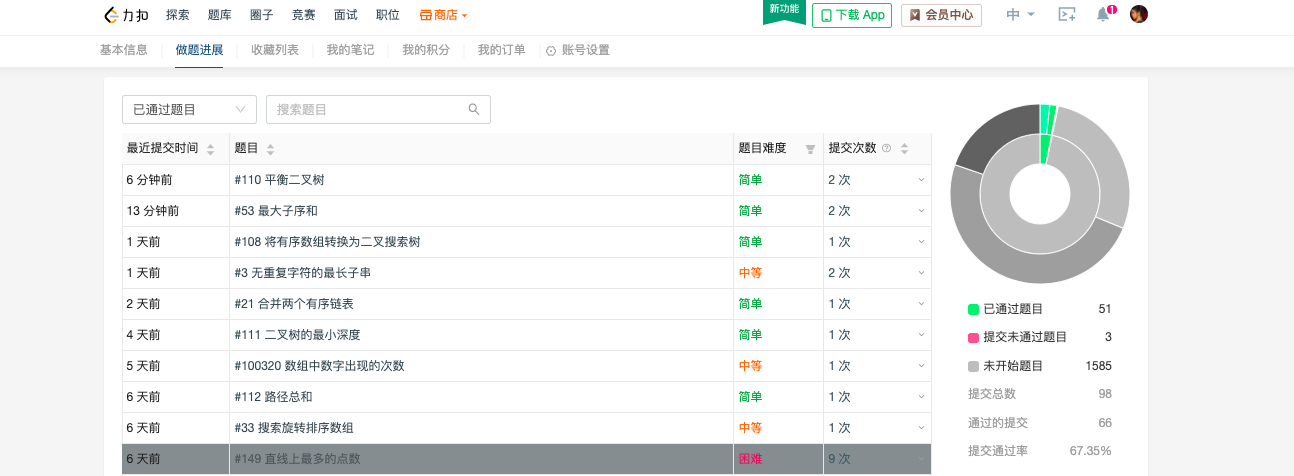 力扣 探索 题库 圈子 竞赛 面试 职位 商店 新功能 下载 App 会员中心 中 1
基本信息 做题进展 收藏列表 我的笔记 我的积分 我的订单 账号设置
已通过题目 搜索题目
最近提交时间 题目 题目难度 提交次数
6 分钟前 #110 平衡二叉树 简单 2 次
13 分钟前 #53 最大子序和 简单 2 次
1 天前 #108 将有序数组转换为二叉搜索树 简单 1 次
1 天前 #3 无重复字符的最长子串 中等 2 次
2 天前 #21 合并两个有序链表 简单 1 次
4 天前 #111 二叉树的最小深度 简单 1 次
5 天前 #100320 数组中数字出现的次数 中等 1 次
6 天前 #112 路径总和 简单 1 次
6 天前 #33 搜索旋转排序数组 中等 1 次
6 天前 #149 直线上最多的点数 困难 9 次
已通过题目 51
提交未通过题目 3
未开始题目 1585
提交总数 98
通过的提交 66
提交通过率 67.35%